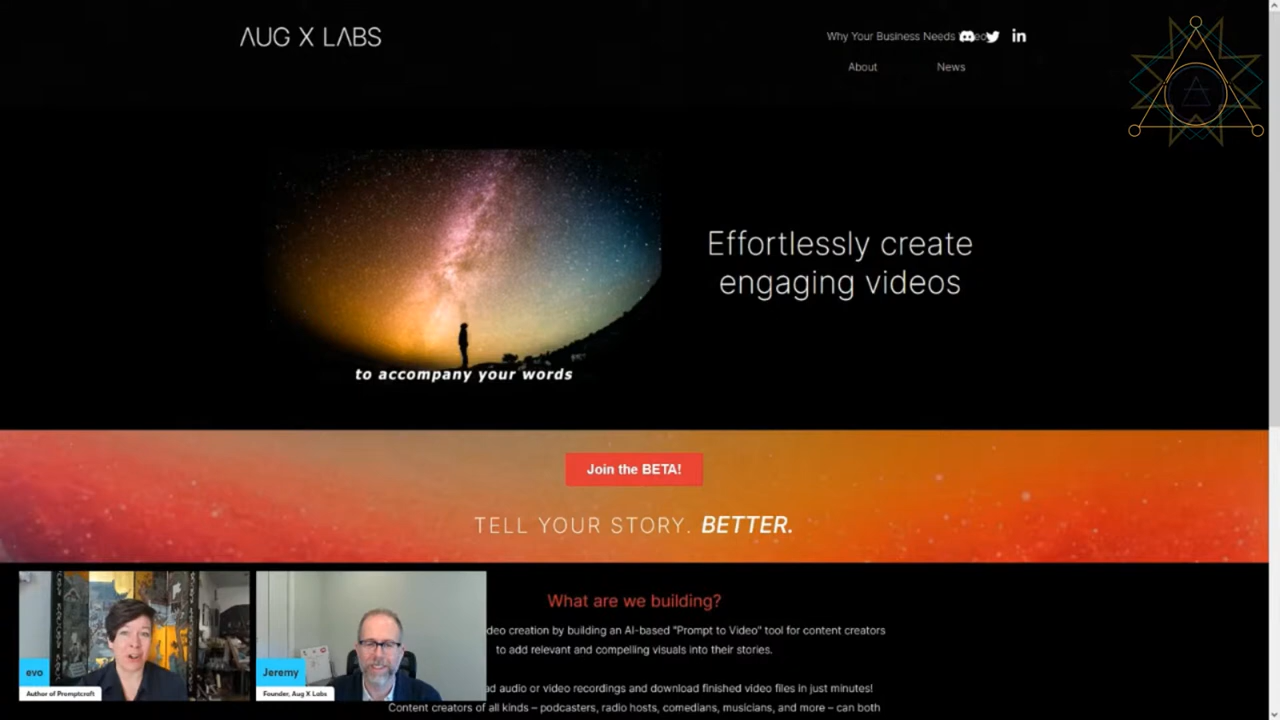 AUG X LABS
Why Your Business Needs
About
News
Effortlessly create
engaging videos
to accompany your words
Join the BETA!
TELL YOUR STORY. BETTER.
What are we building?
creation by building an AI-based "Prompt to Video" tool for content creators
to add relevant and compelling visuals into their stories.
audio or video recordings and download finished video files in just minutes!
Content creators of all kinds – podcasters, radio hosts, comedians, musicians, and more – can both
evo
Author of Promptcraft
Jeremy
Founder, Aug X Labs